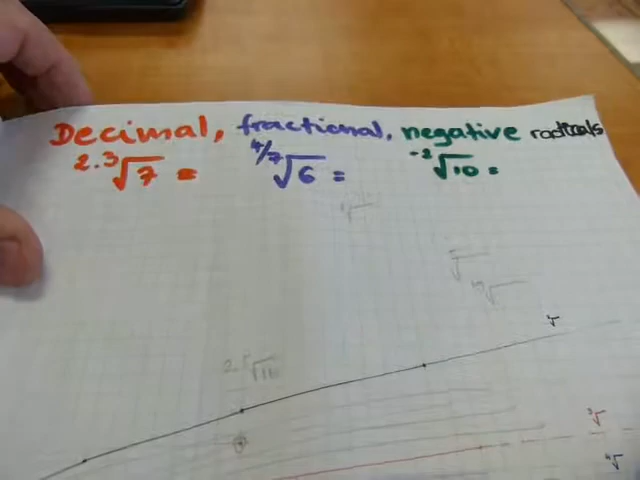 Decimal, fractional, negative radicals
2.3√7 = 4/7√6 = -2√10 =